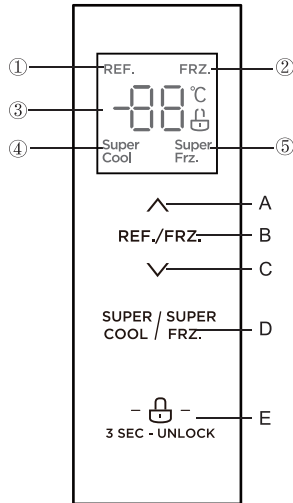 ① REF. FRZ. ②
③ -88 °C
④ Super Super ⑤
Cool Frz.
A
REF./FRZ. B
C
SUPER / SUPER
COOL / FRZ. D
E
3 SEC - UNLOCK